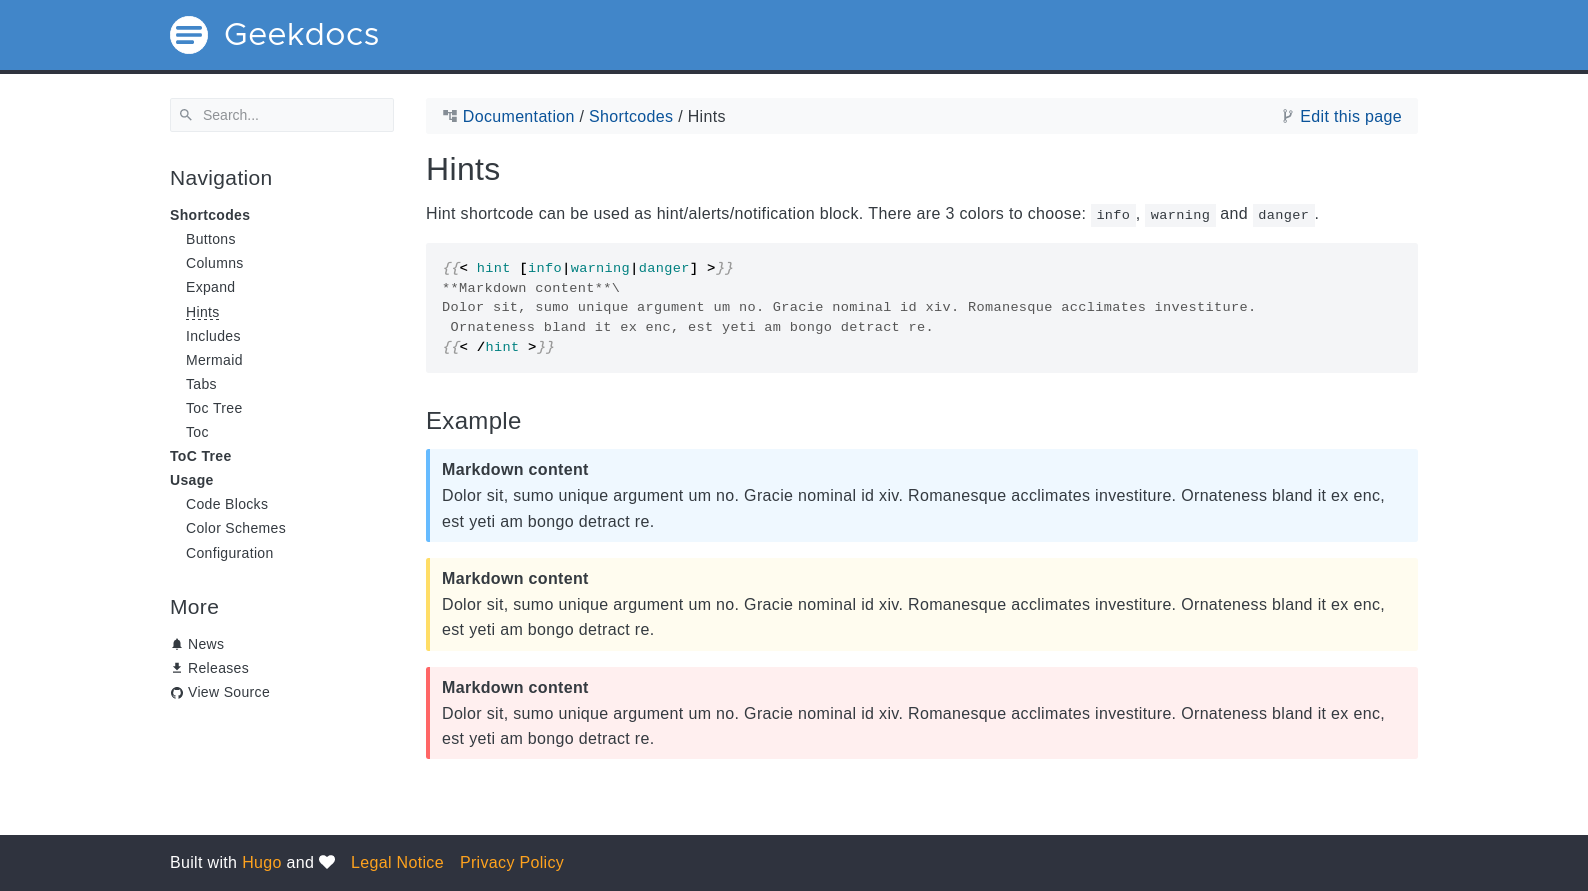 Geekdocs
Search...
Navigation
Shortcodes
Buttons
Columns
Expand
Hints
Includes
Mermaid
Tabs
Toc Tree
Toc
ToC Tree
Usage
Code Blocks
Color Schemes
Configuration
More
News
Releases
View Source
Documentation / Shortcodes / Hints
Edit this page
Hints
Hint shortcode can be used as hint/alerts/notification block. There are 3 colors to choose: info, warning and danger.
{{< hint [info|warning|danger] >}}
**Markdown content**\
Dolor sit, sumo unique argument um no. Gracie nominal id xiv. Romanesque acclimates investiture.
Ornateness bland it ex enc, est yeti am bongo detract re.
{{< /hint >}}
Example
Markdown content
Dolor sit, sumo unique argument um no. Gracie nominal id xiv. Romanesque acclimates investiture. Ornateness bland it ex enc,
est yeti am bongo detract re.
Markdown content
Dolor sit, sumo unique argument um no. Gracie nominal id xiv. Romanesque acclimates investiture. Ornateness bland it ex enc,
est yeti am bongo detract re.
Markdown content
Dolor sit, sumo unique argument um no. Gracie nominal id xiv. Romanesque acclimates investiture. Ornateness bland it ex enc,
est yeti am bongo detract re.
Built with Hugo and ♥ Legal Notice Privacy Policy